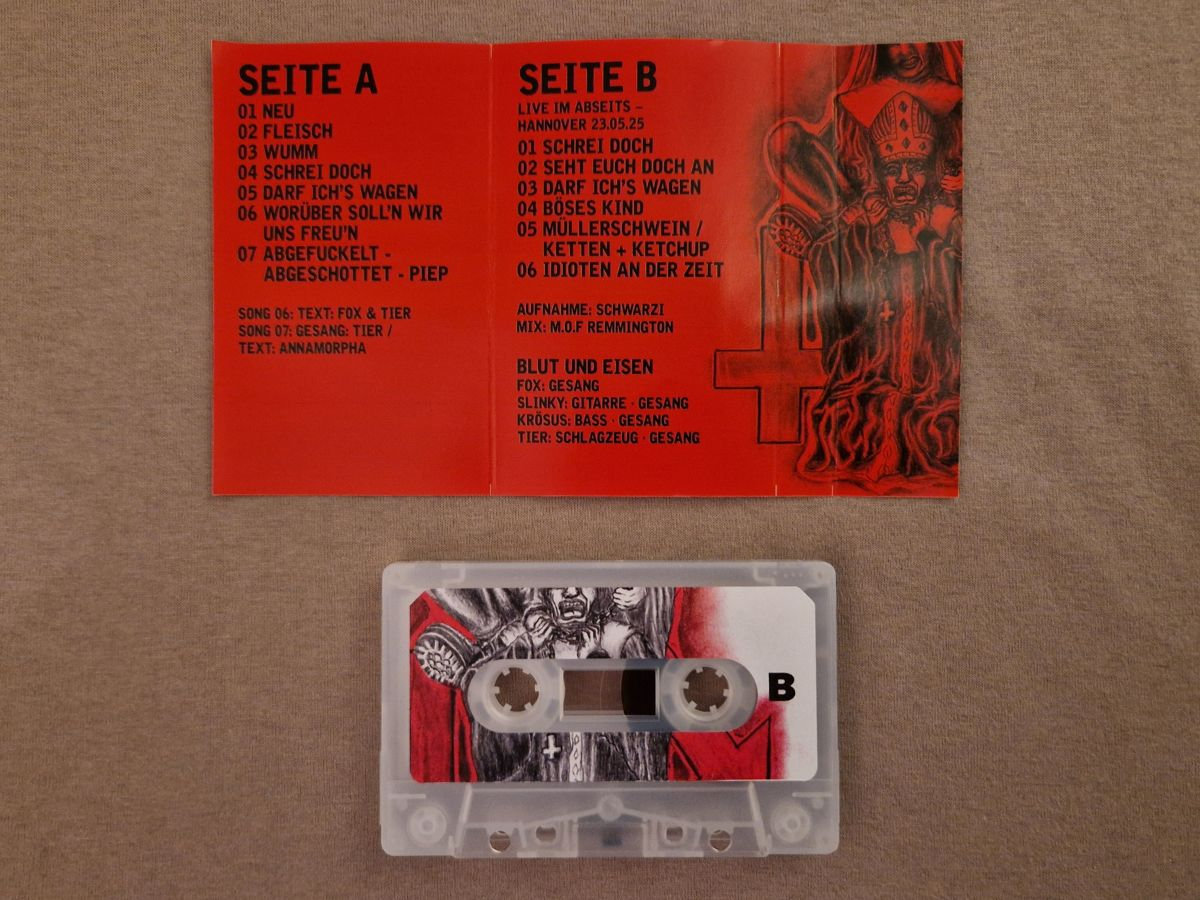 SEITE A
01 NEU
02 FLEISCH
03 WUMM
04 SCHREI DOCH
05 DARF ICH'S WAGEN
06 WORÜBER SOLL'N WIR
UNS FREU'N
07 ABGEFUCKELT -
ABGESCHOTTET - PIEP
SONG 06: TEXT: FOX & TIER
SONG 07: GESANG: TIER /
TEXT: ANNAMORPHA
SEITE B
LIVE IM ABSEITS –
HANNOVER 23.05.25
01 SCHREI DOCH
02 SEHT EUCH DOCH AN
03 DARF ICH'S WAGEN
04 BÖSES KIND
05 MÜLLERSCHWEIN /
KETTEN + KETCHUP
06 IDIOTEN AN DER ZEIT
AUFNAHME: SCHWARZI
MIX: M.O.F REMMINGTON
BLUT UND EISEN
FOX: GESANG
SLINKY: GITARRE · GESANG
KRÖSUS: BASS · GESANG
TIER: SCHLAGZEUG · GESANG
B